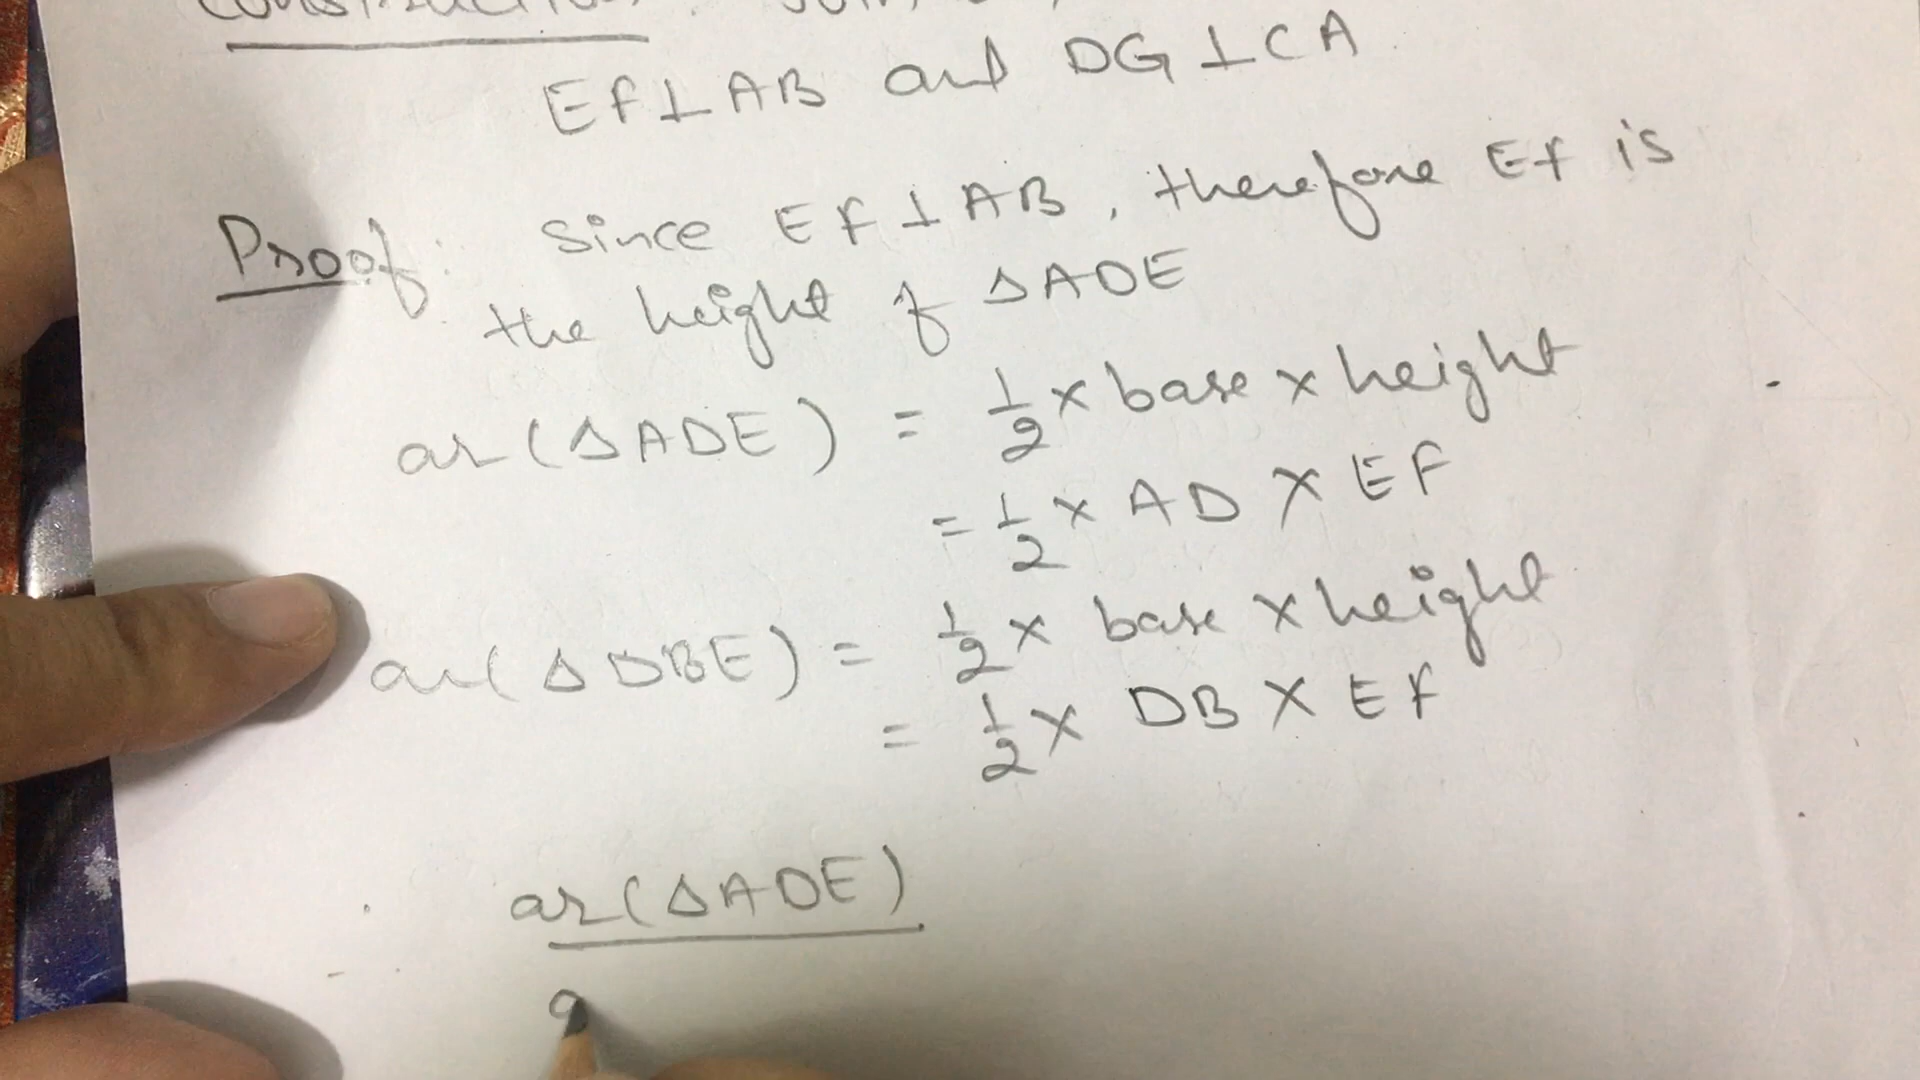 Construction :
EF⊥AB and DG⊥CA
Proof : Since EF⊥AB, therefore EF is
the height of ΔADE
ar(ΔADE) = 1/2 × base × height
= 1/2 × AD × EF
ar(ΔDBE) = 1/2 × base × height
= 1/2 × DB × EF
ar(ΔADE)
a